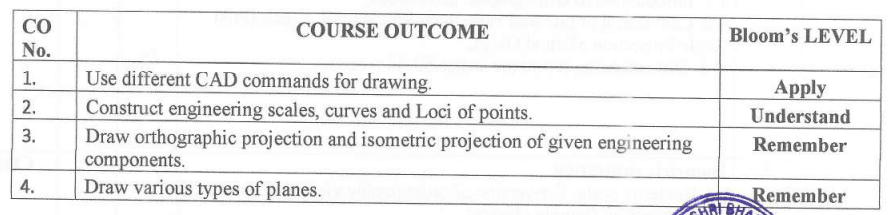 CO No. COURSE OUTCOME Bloom's LEVEL
1. Use different CAD commands for drawing. Apply
2. Construct engineering scales, curves and Loci of points. Understand
3. Draw orthographic projection and isometric projection of given engineering components. Remember
4. Draw various types of planes. Remember
SHRI